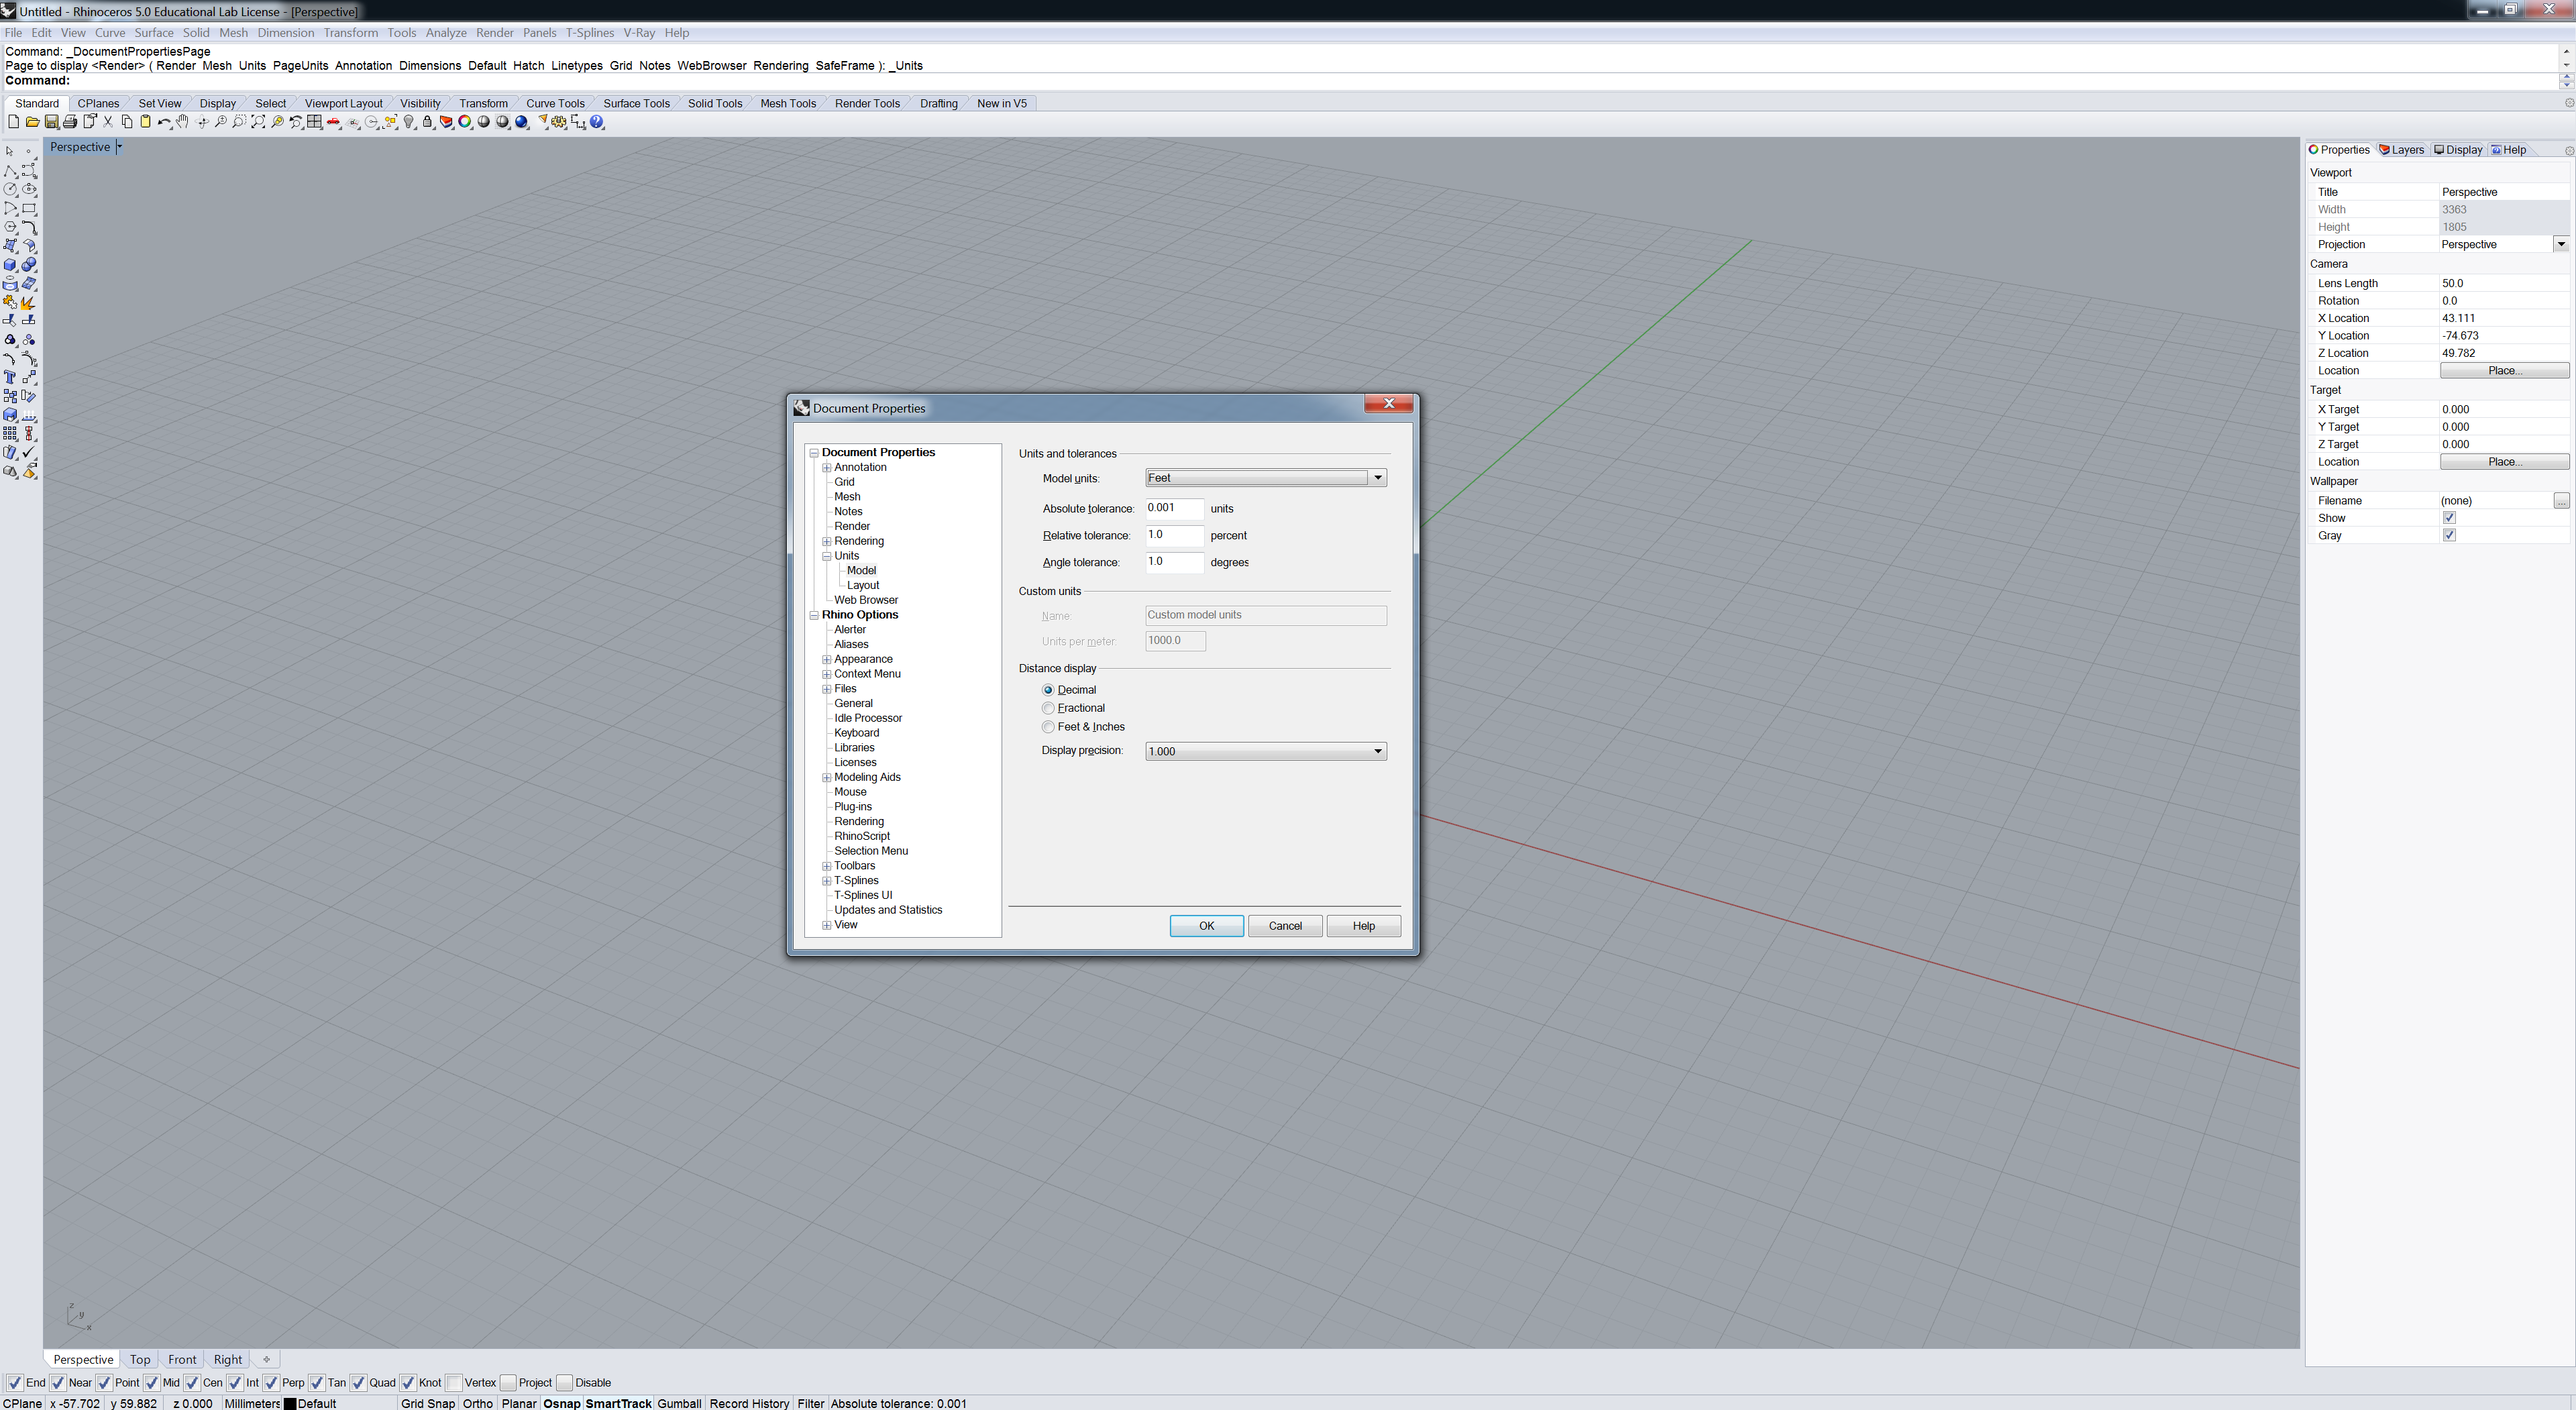 Untitled - Rhinoceros 5.0 Educational Lab License - [Perspective]
File Edit View Curve Surface Solid Mesh Dimension Transform Tools Analyze Render Panels T-Splines V-Ray Help
Command: _DocumentPropertiesPage
Page to display <Render> ( Render Mesh Units PageUnits Annotation Dimensions Default Hatch Linetypes Grid Notes WebBrowser Rendering SafeFrame ): _Units
Command:
Standard CPlanes Set View Display Select Viewport Layout Visibility Transform Curve Tools Surface Tools Solid Tools Mesh Tools Render Tools Drafting New in V5
Perspective
Document Properties
Document Properties
Annotation
Grid
Mesh
Notes
Render
Rendering
Units
Model
Layout
Web Browser
Rhino Options
Alerter
Aliases
Appearance
Context Menu
Files
General
Idle Processor
Keyboard
Libraries
Licenses
Modeling Aids
Mouse
Plug-ins
Rendering
RhinoScript
Selection Menu
Toolbars
T-Splines
T-Splines UI
Updates and Statistics
View
Units and tolerances
Model units: Feet
Absolute tolerance: 0.001 units
Relative tolerance: 1.0 percent
Angle tolerance: 1.0 degrees
Custom units
Name: Custom model units
Units per meter: 1000.0
Distance display
Decimal
Fractional
Feet & Inches
Display precision: 1.000
OK Cancel Help
Properties Layers Display Help
Viewport
Title Perspective
Width 3363
Height 1805
Projection Perspective
Camera
Lens Length 50.0
Rotation 0.0
X Location 43.111
Y Location -74.673
Z Location 49.782
Location Place...
Target
X Target 0.000
Y Target 0.000
Z Target 0.000
Location Place...
Wallpaper
Filename (none) ...
Show
Gray
z
y
x
Perspective Top Front Right
End Near Point Mid Cen Int Perp Tan Quad Knot Vertex Project Disable
CPlane x -57.702 y 59.882 z 0.000 Millimeters Default Grid Snap Ortho Planar Osnap SmartTrack Gumball Record History Filter Absolute tolerance: 0.001